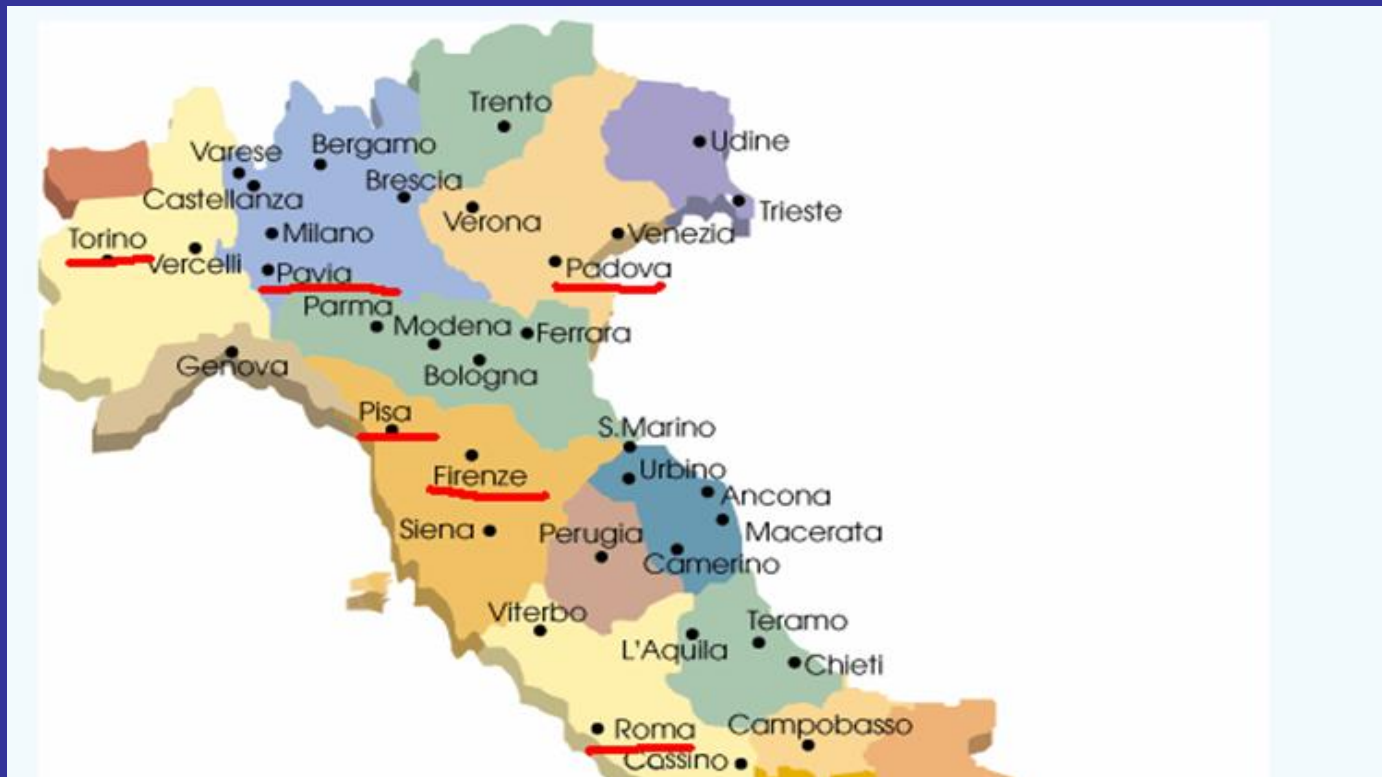 Trento
Udine
Varese
Bergamo
Brescia
Castellanza
Trieste
Verona
Torino
Milano
Venezia
Vercelli
Pavia
Padova
Parma
Modena
Ferrara
Genova
Bologna
Pisa
S.Marino
Firenze
Urbino
Ancona
Siena
Perugia
Macerata
Camerino
Viterbo
Teramo
L'Aquila
Chieti
Roma
Campobasso
Cassino